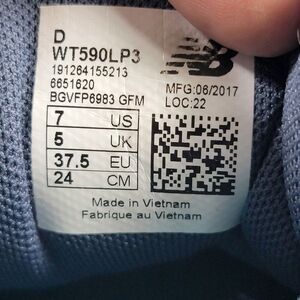 D
WT590LP3
191264155213
6651620
BGVFP6983 GFM
MFG:06/2017
LOC:22
7 US
5 UK
37.5 EU
24 CM
Made in Vietnam
Fabrique au Vietnam